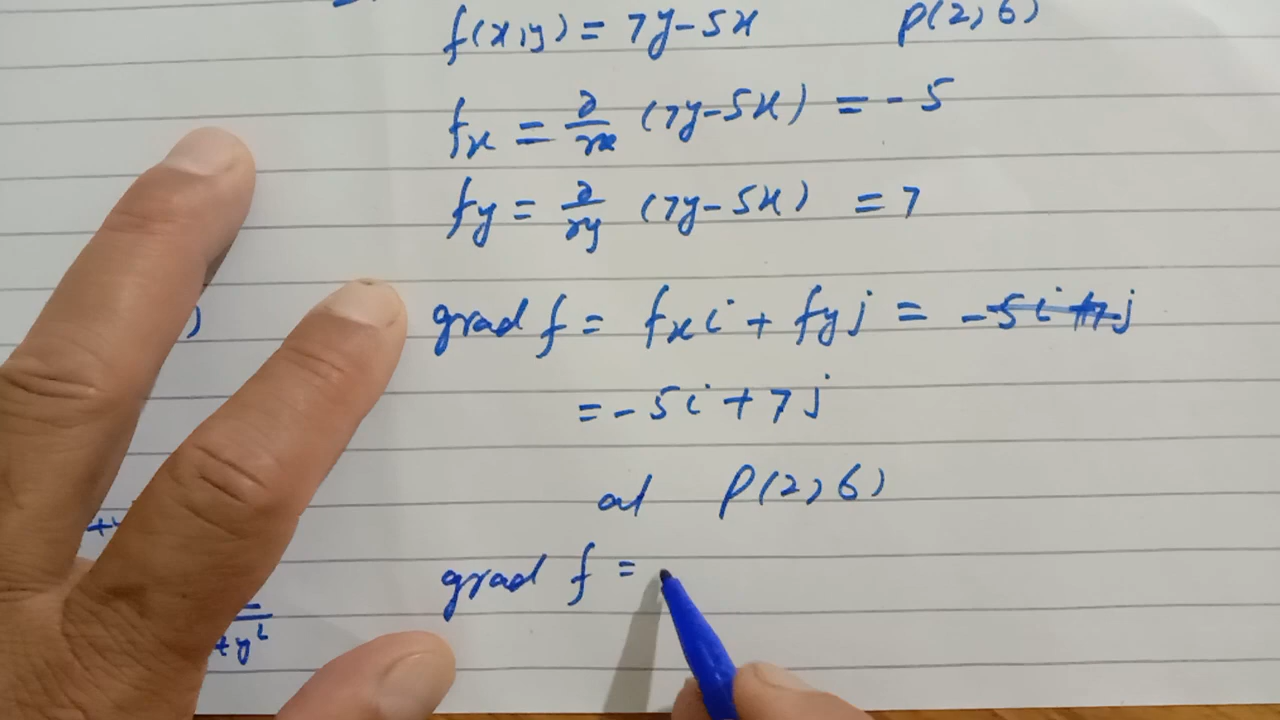 f(x,y) = 7y-5x P(2,6)
fx = ∂/∂x (7y-5x) = -5
fy = ∂/∂y (7y-5x) = 7
grad f = fx i + fy j = -5i+7j
)
= -5i + 7j
at P(2,6)
grad f =
+y²